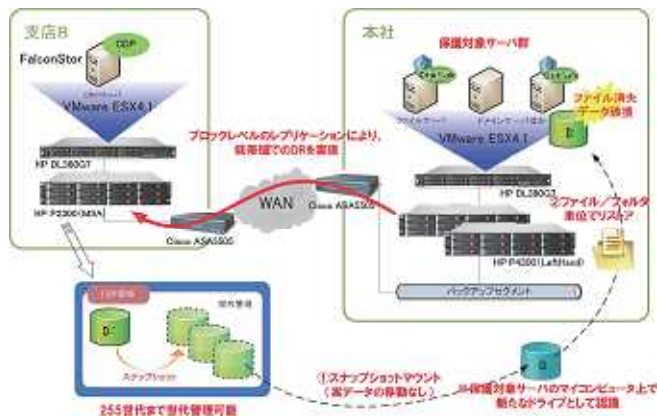 支店B
CDP
FalconStor
VMware ESX4.1
HP DL360G7
HP P2300(MSA)
Cisco ASA5505
WAN
ブロックレベルのレプリケーションにより、
低帯域でのDRを実現
本社
保護対象サーバ群
ファイルサーバ
ドメインサーバほか
VMware ESX4.1
ファイル消失
データ破損
D:
HP DL380G7
Cisco ASA5505
②ファイル／フォルダ
単位でリストア
HP P4300(LeftHand)
バックアップセグメント
世代管理
D:
スナップショット
255世代まで世代管理可能
①スナップショットマウント
(実データの移動なし)
※保護対象サーバのマイコンピュータ上で
新たなドライブとして認識